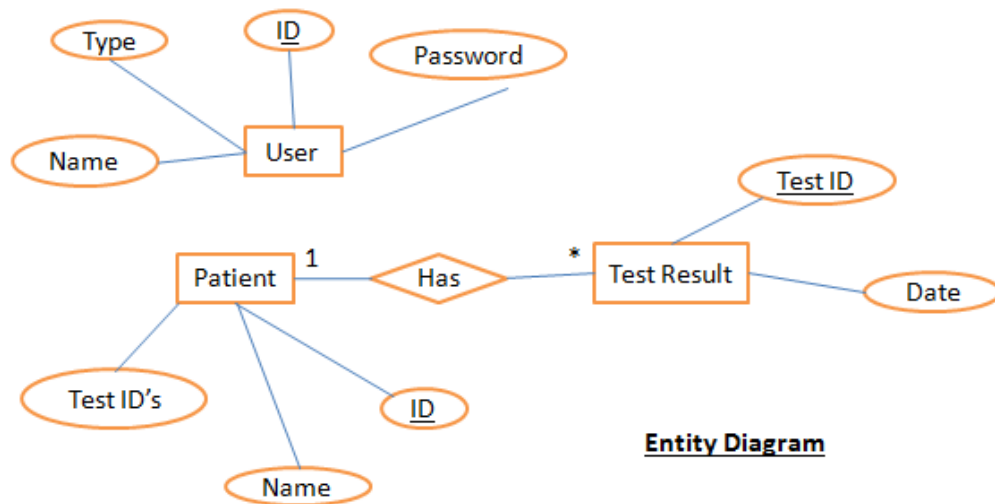 Type
ID
Password
Name
User
Test ID
Patient
1
Has
*
Test Result
Date
Test ID's
ID
Name
Entity Diagram